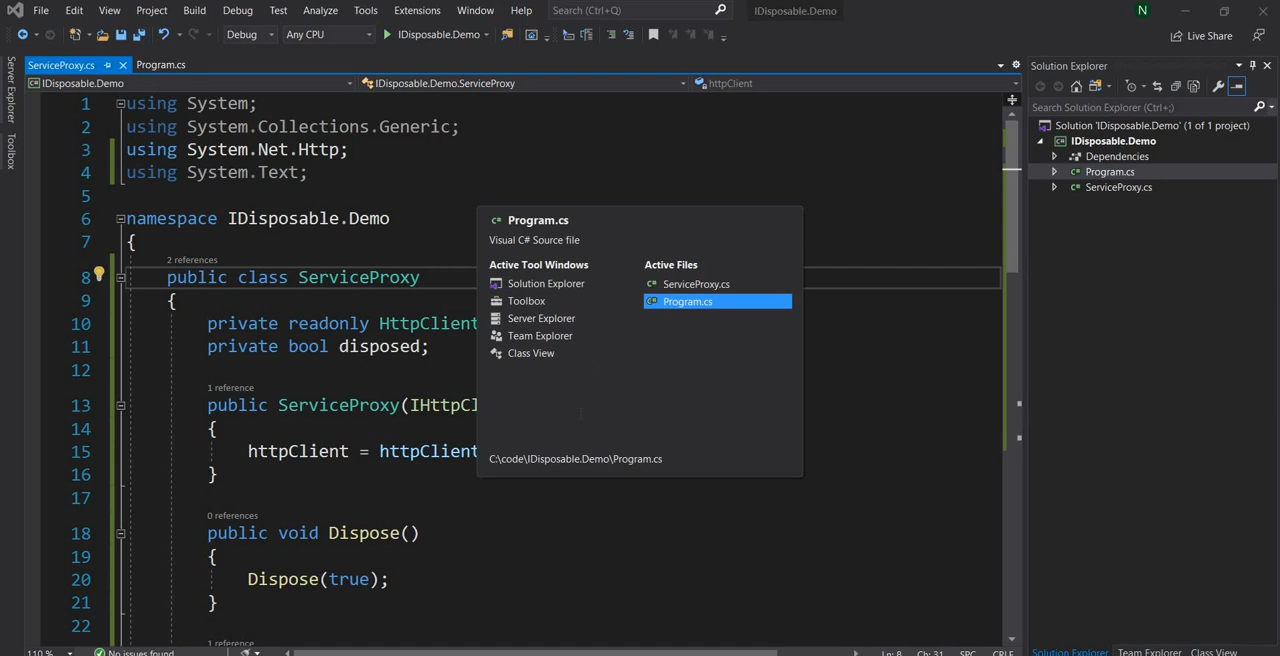 File Edit View Project Build Debug Test Analyze Tools Extensions Window Help Search (Ctrl+Q) IDisposable.Demo N
Debug Any CPU IDisposable.Demo Live Share
Server Explorer
Toolbox
ServiceProxy.cs Program.cs
IDisposable.Demo IDisposable.Demo.ServiceProxy httpClient
1 using System;
2 using System.Collections.Generic;
3 using System.Net.Http;
4 using System.Text;
5
6 namespace IDisposable.Demo
7 {
2 references
8 public class ServiceProxy
9 {
10 private readonly HttpClient
11 private bool disposed;
12
1 reference
13 public ServiceProxy(IHttpCl
14 {
15 httpClient = httpClient
16 }
17
0 references
18 public void Dispose()
19 {
20 Dispose(true);
21 }
22
1 reference
Program.cs
Visual C# Source file
Active Tool Windows
Solution Explorer
Toolbox
Server Explorer
Team Explorer
Class View
Active Files
ServiceProxy.cs
Program.cs
C:\code\IDisposable.Demo\Program.cs
110 % No issues found Ln: 8 Ch: 31 SPC CRLF
Solution Explorer
Search Solution Explorer (Ctrl+;)
Solution 'IDisposable.Demo' (1 of 1 project)
IDisposable.Demo
Dependencies
Program.cs
ServiceProxy.cs
Solution Explorer Team Explorer Class View